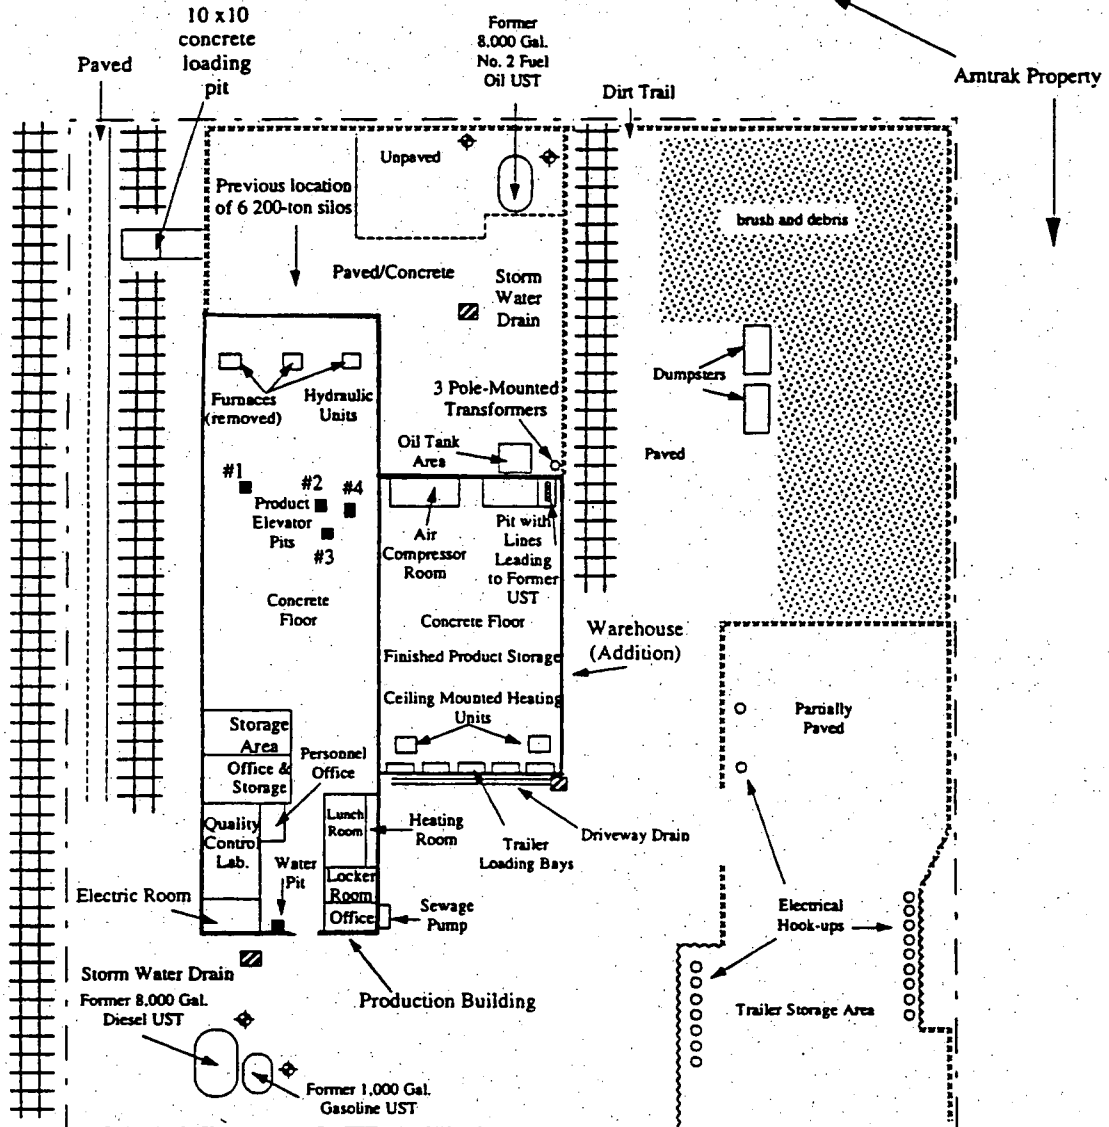 10 x10
concrete
loading
pit
Paved
Former
8,000 Gal.
No. 2 Fuel
Oil UST
Dirt Trail
Amtrak Property
Unpaved
Previous location
of 6 200-ton silos
brush and debris
Paved/Concrete
Storm
Water
Drain
Furnaces
(removed)
Hydraulic
Units
3 Pole-Mounted
Transformers
Dumpsters
Oil Tank
Area
Paved
#1
#2
#4
Product
Elevator
Pits
#3
Air
Compressor
Room
Pit with
Lines
Leading
to Former
UST
Concrete
Floor
Concrete Floor
Warehouse
(Addition)
Finished Product Storage
Ceiling Mounted Heating
Units
Partially
Paved
Storage
Area
Office &
Storage
Personnel
Office
Quality
Control
Lab.
Lunch
Room
Heating
Room
Trailer
Loading Bays
Driveway Drain
Water
Pit
Locker
Room
Electric Room
Office
Sewage
Pump
Electrical
Hook-ups
Storm Water Drain
Production Building
Former 8,000 Gal.
Diesel UST
Trailer Storage Area
Former 1,000 Gal.
Gasoline UST